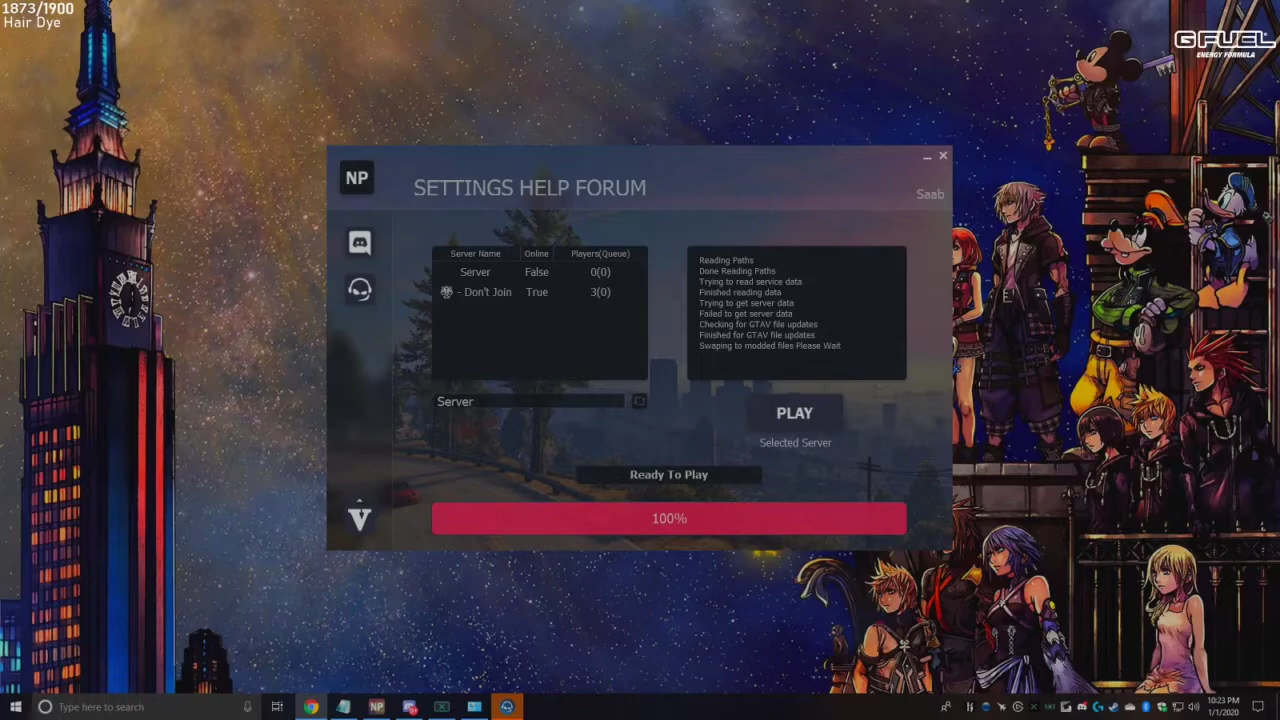 1873/1900
Hair Dye
G FUEL
ENERGY FORMULA
NP
SETTINGS HELP FORUM
Saab
Server Name Online Players(Queue)
Server False 0(0)
- Don't Join True 3(0)
Reading Paths
Done Reading Paths
Trying to read service data
Finished reading data
Trying to get server data
Failed to get server data
Checking for GTAV file updates
Finished for GTAV file updates
Swaping to modded files Please Wait
Server
PLAY
Selected Server
Ready To Play
V
100%
Type here to search
NP
10:23 PM
1/1/2020